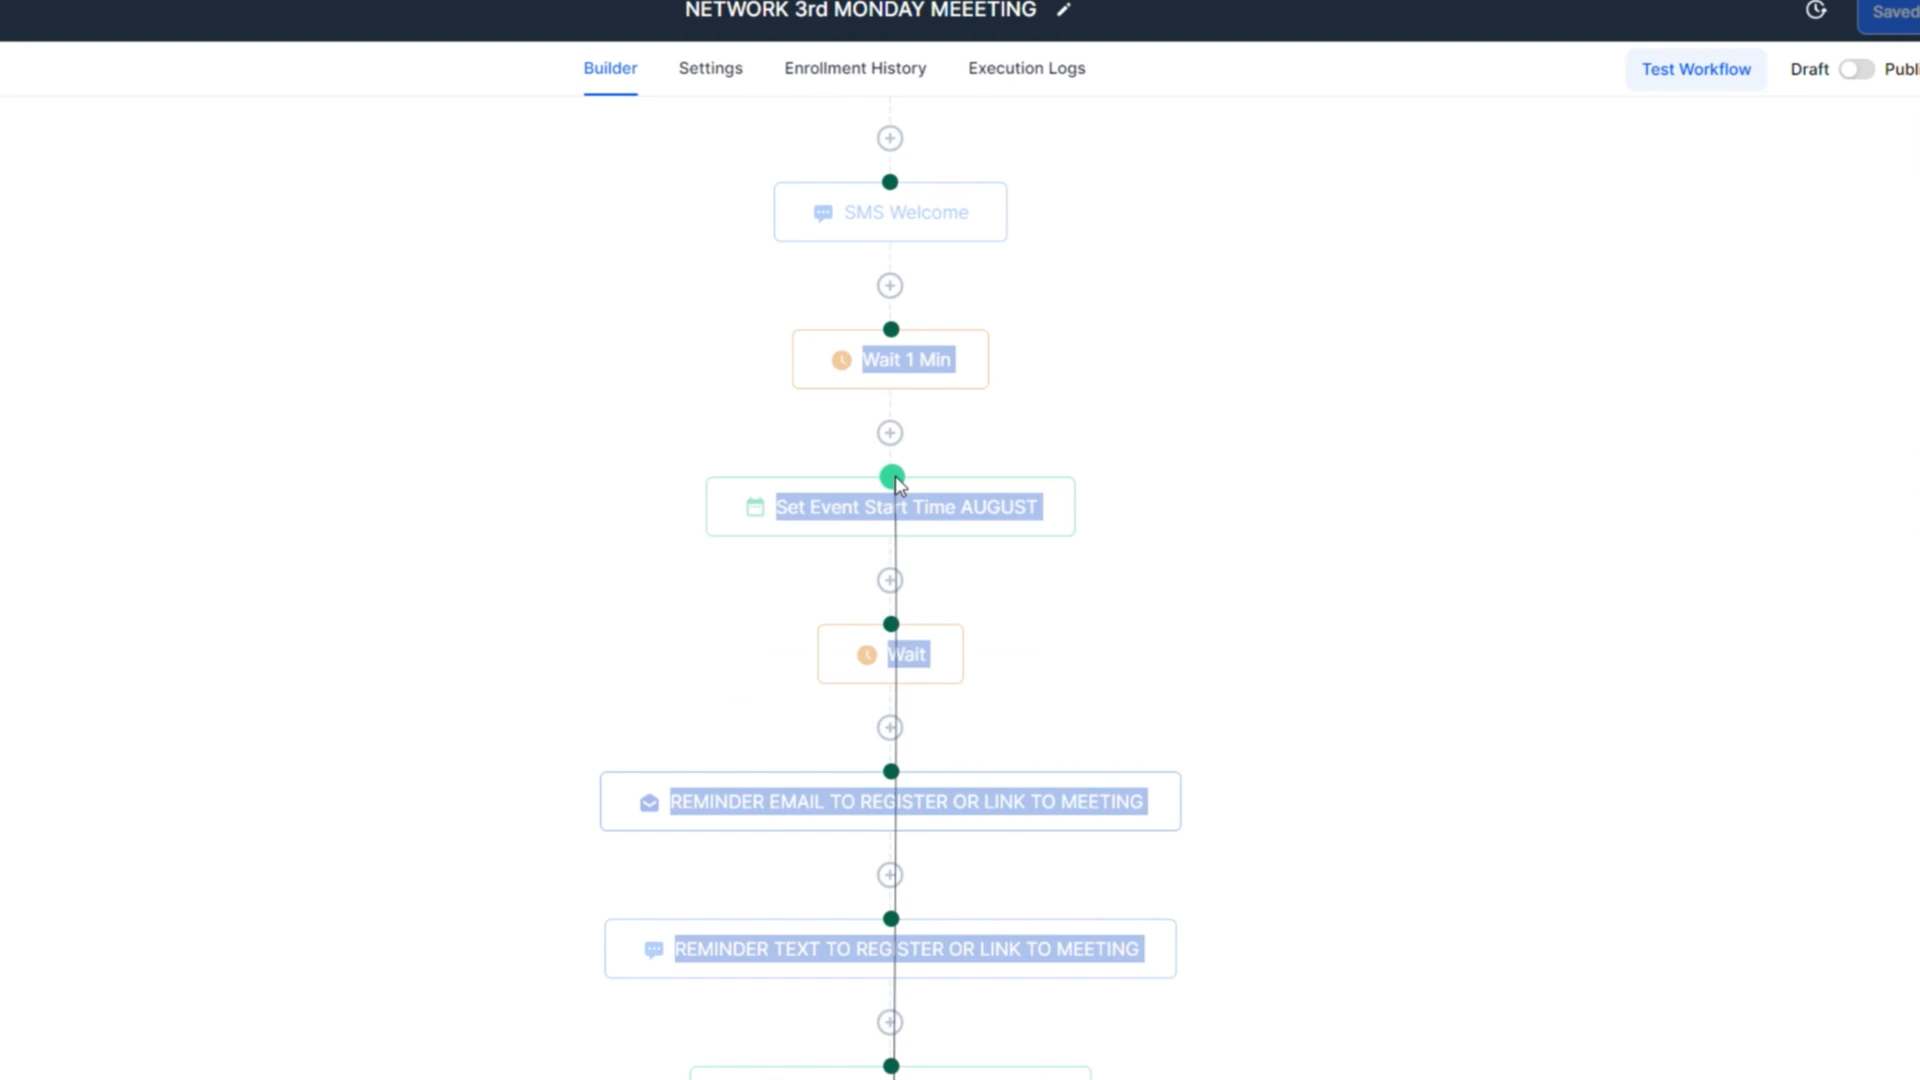 NETWORK 3rd MONDAY MEEETING
Saved
Builder
Settings
Enrollment History
Execution Logs
Test Workflow
Draft
Publi
SMS Welcome
Wait 1 Min
Set Event Start Time AUGUST
Wait
REMINDER EMAIL TO REGISTER OR LINK TO MEETING
REMINDER TEXT TO REGISTER OR LINK TO MEETING